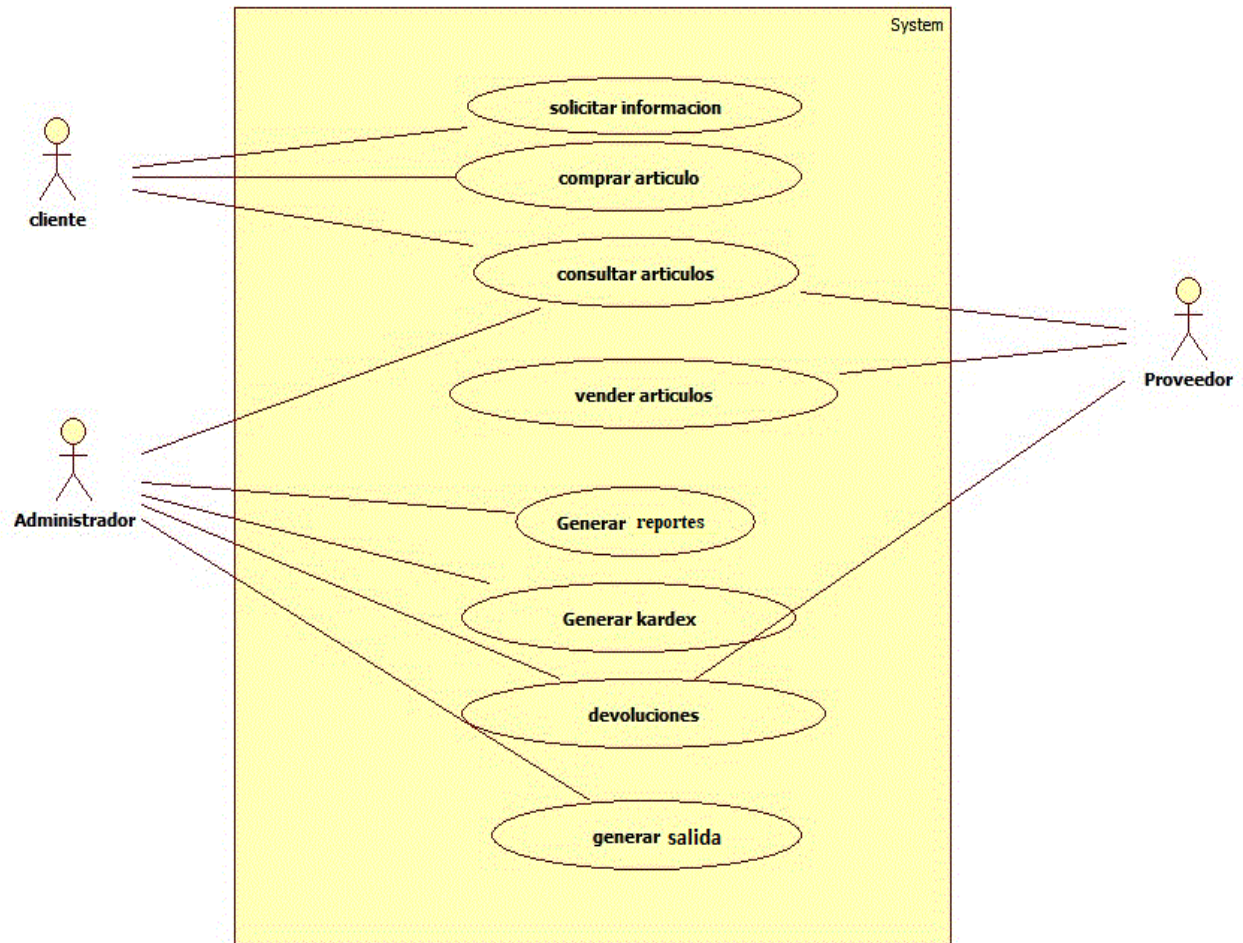 System
solicitar informacion
comprar articulo
cliente
consultar articulos
Proveedor
vender articulos
Administrador
Generar reportes
Generar kardex
devoluciones
generar salida